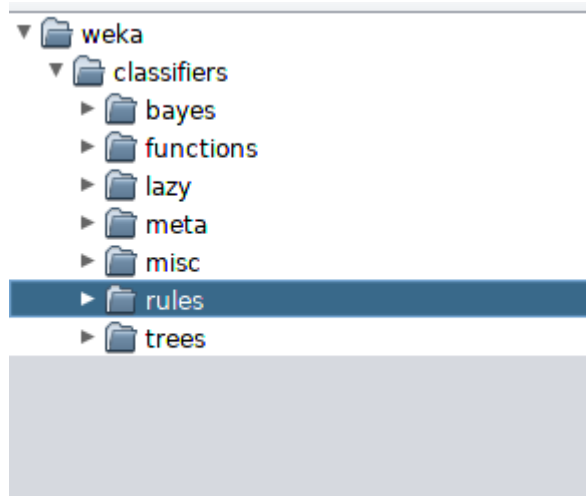 weka
classifiers
bayes
functions
lazy
meta
misc
rules
trees